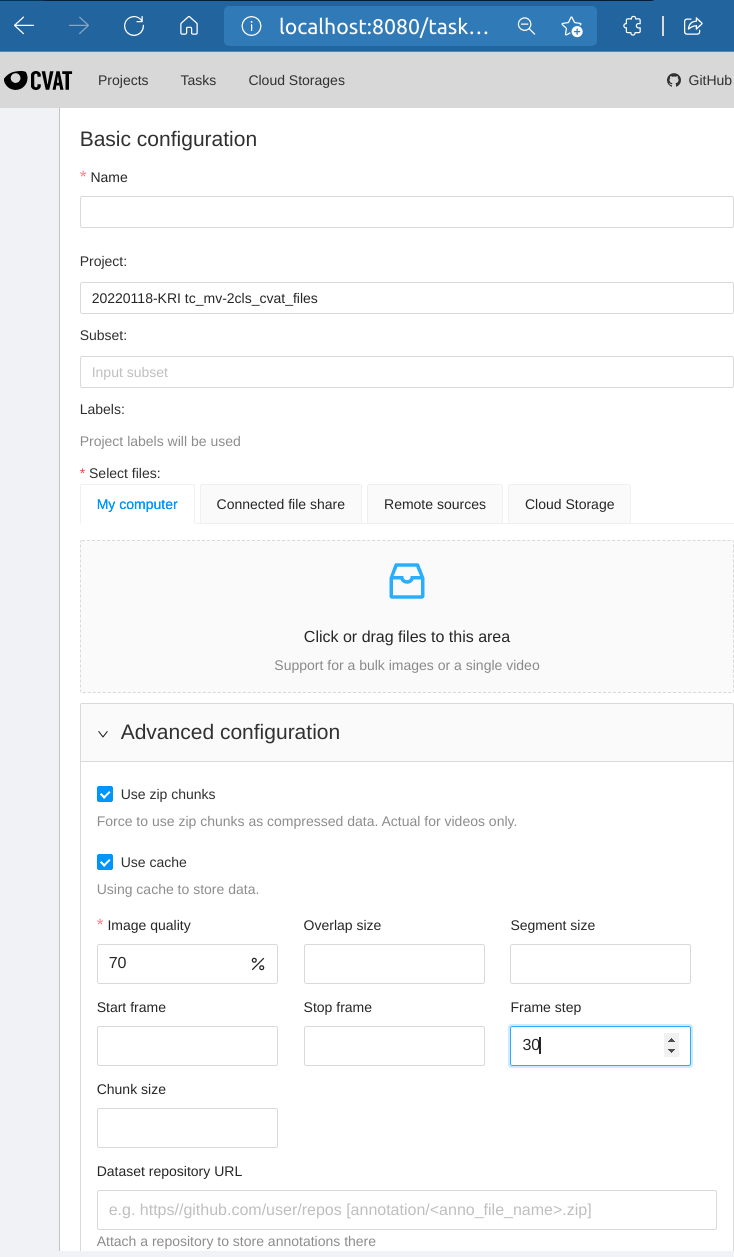 localhost:8080/task...
CVAT Projects Tasks Cloud Storages GitHub
Basic configuration
* Name
Project:
20220118-KRI tc_mv-2cls_cvat_files
Subset:
Input subset
Labels:
Project labels will be used
* Select files:
My computer Connected file share Remote sources Cloud Storage
Click or drag files to this area
Support for a bulk images or a single video
Advanced configuration
Use zip chunks
Force to use zip chunks as compressed data. Actual for videos only.
Use cache
Using cache to store data.
* Image quality Overlap size Segment size
70 %
Start frame Stop frame Frame step
30
Chunk size
Dataset repository URL
e.g. https//github.com/user/repos [annotation/<anno_file_name>.zip]
Attach a repository to store annotations there